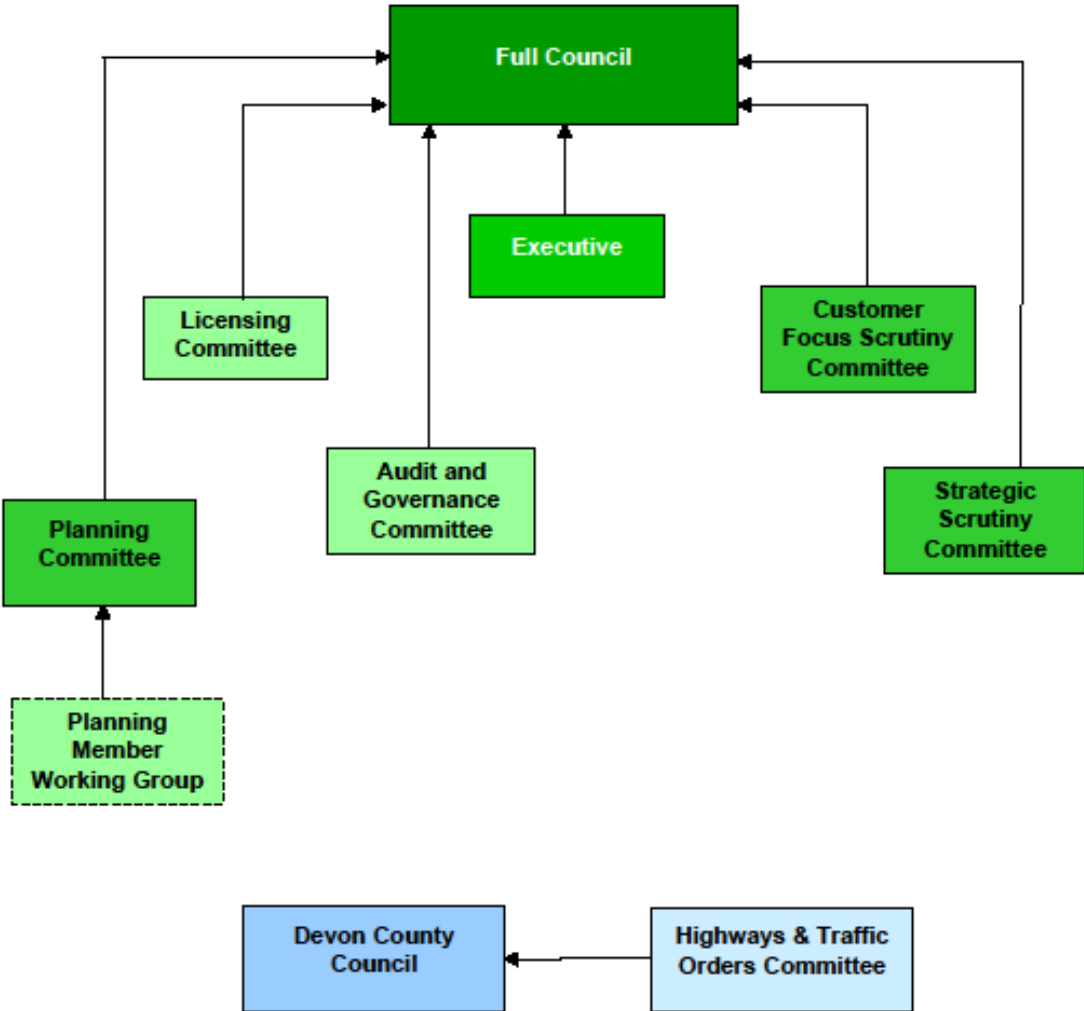 Full Council
Executive
Licensing
Committee
Customer
Focus Scrutiny
Committee
Audit and
Governance
Committee
Strategic
Scrutiny
Committee
Planning
Committee
Planning
Member
Working Group
Devon County
Council
Highways & Traffic
Orders Committee